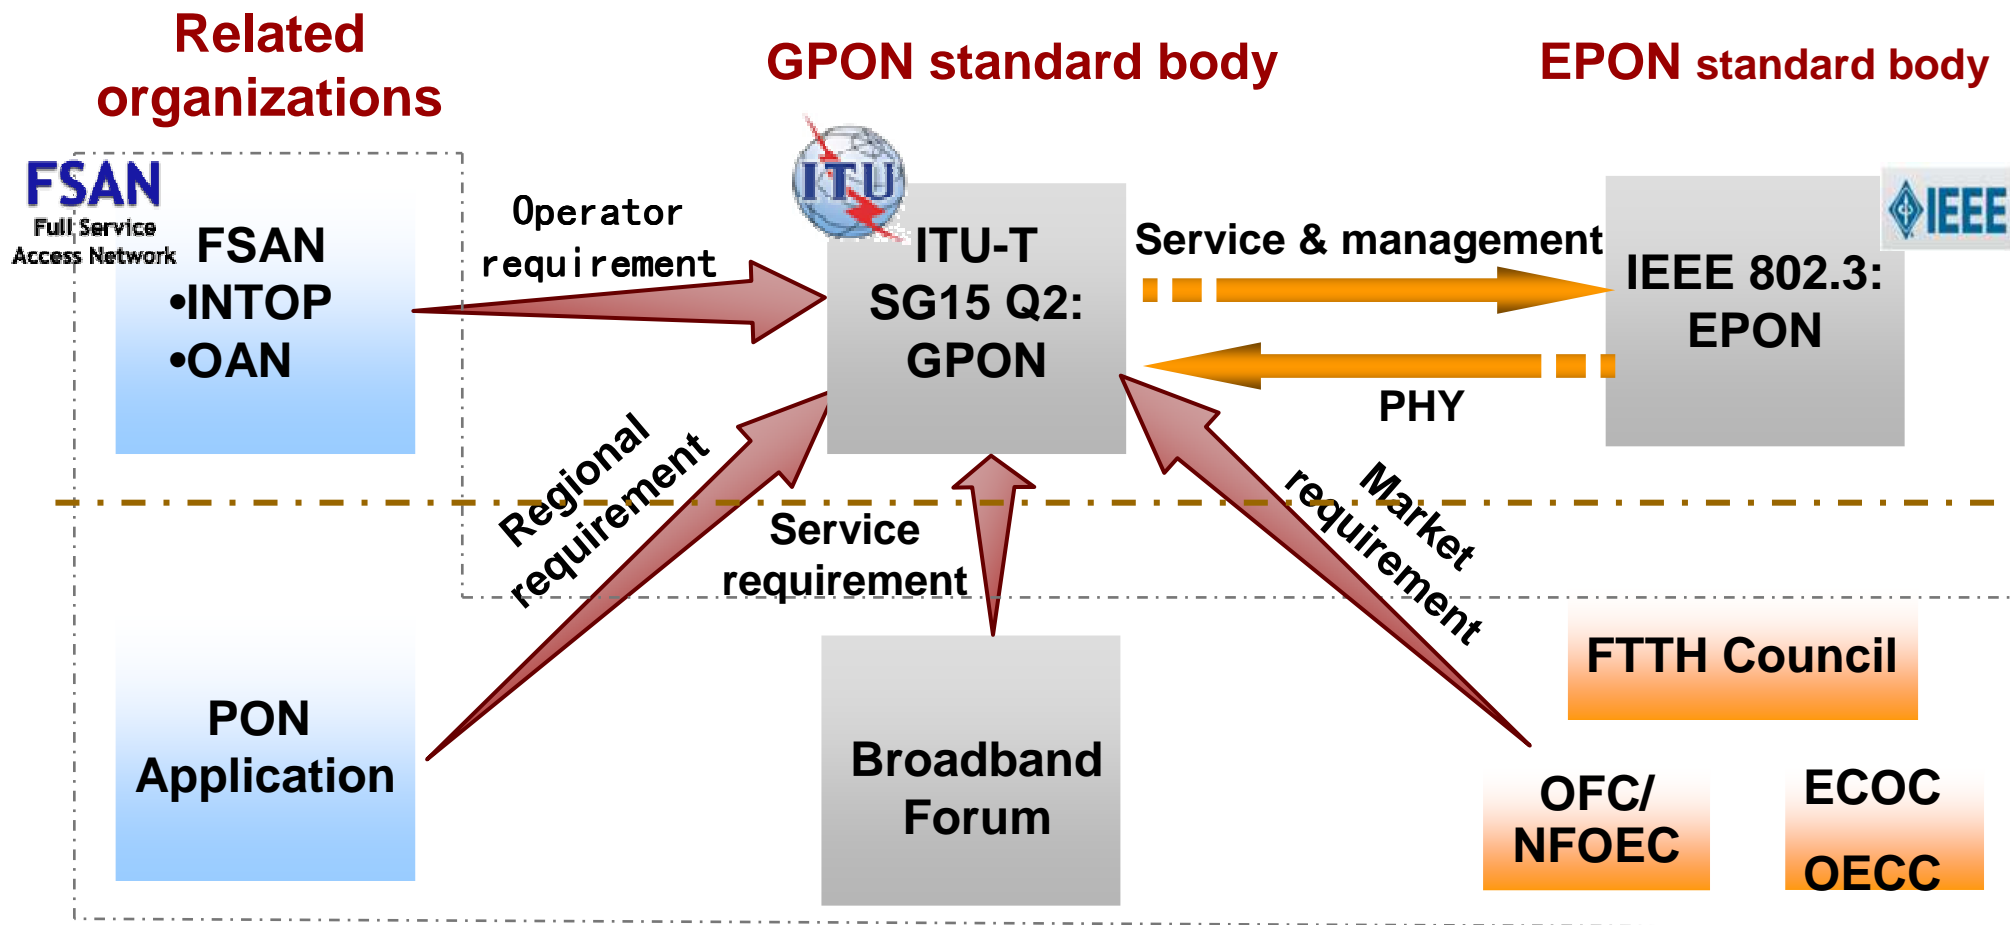 Related
organizations
GPON standard body
EPON standard body
FSAN
Full Service
Access Network
FSAN
•INTOP
•OAN
Operator
requirement
ITU
ITU-T
SG15 Q2:
GPON
Service & management
PHY
IEEE
IEEE 802.3:
EPON
Regional
requirement
Service
requirement
Market
requirement
PON
Application
Broadband
Forum
FTTH Council
OFC/
NFOEC
ECOC
OECC